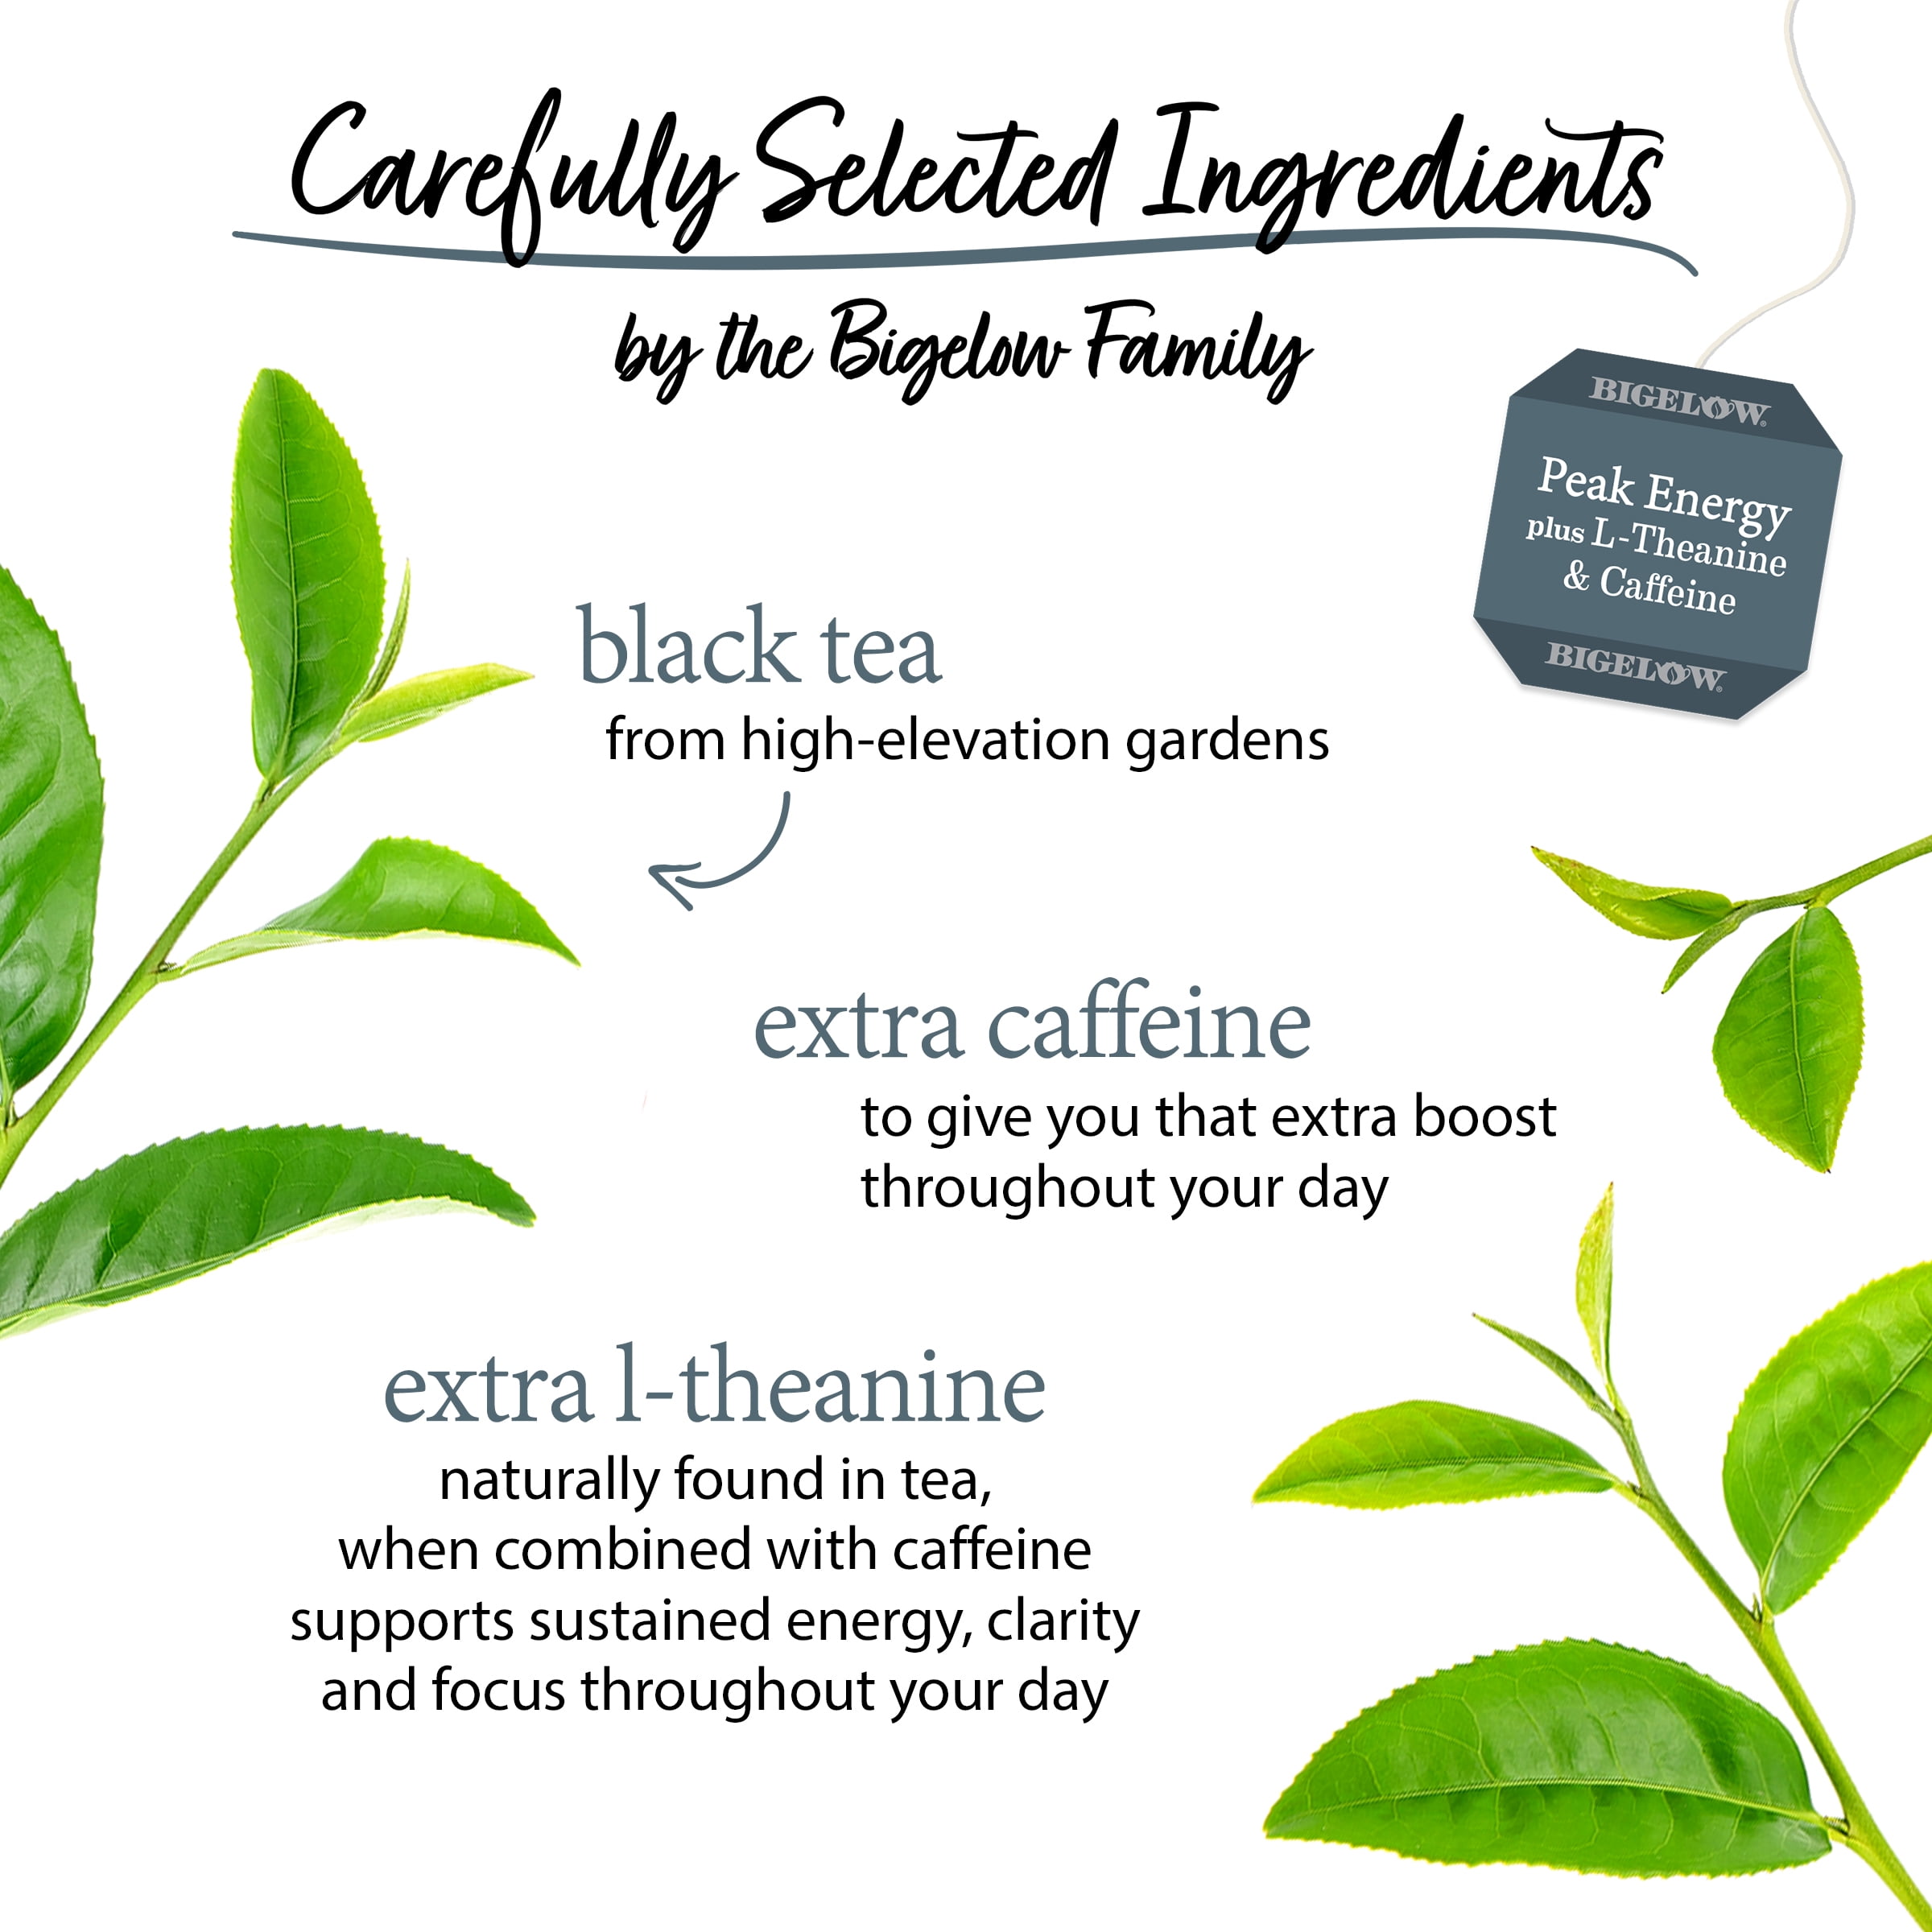 Carefully Selected Ingredients
by the Bigelow Family
BIGELOW®
Peak Energy
plus L-Theanine
& Caffeine
BIGELOW®
black tea
from high-elevation gardens
extra caffeine
to give you that extra boost
throughout your day
extra l-theanine
naturally found in tea,
when combined with caffeine
supports sustained energy, clarity
and focus throughout your day